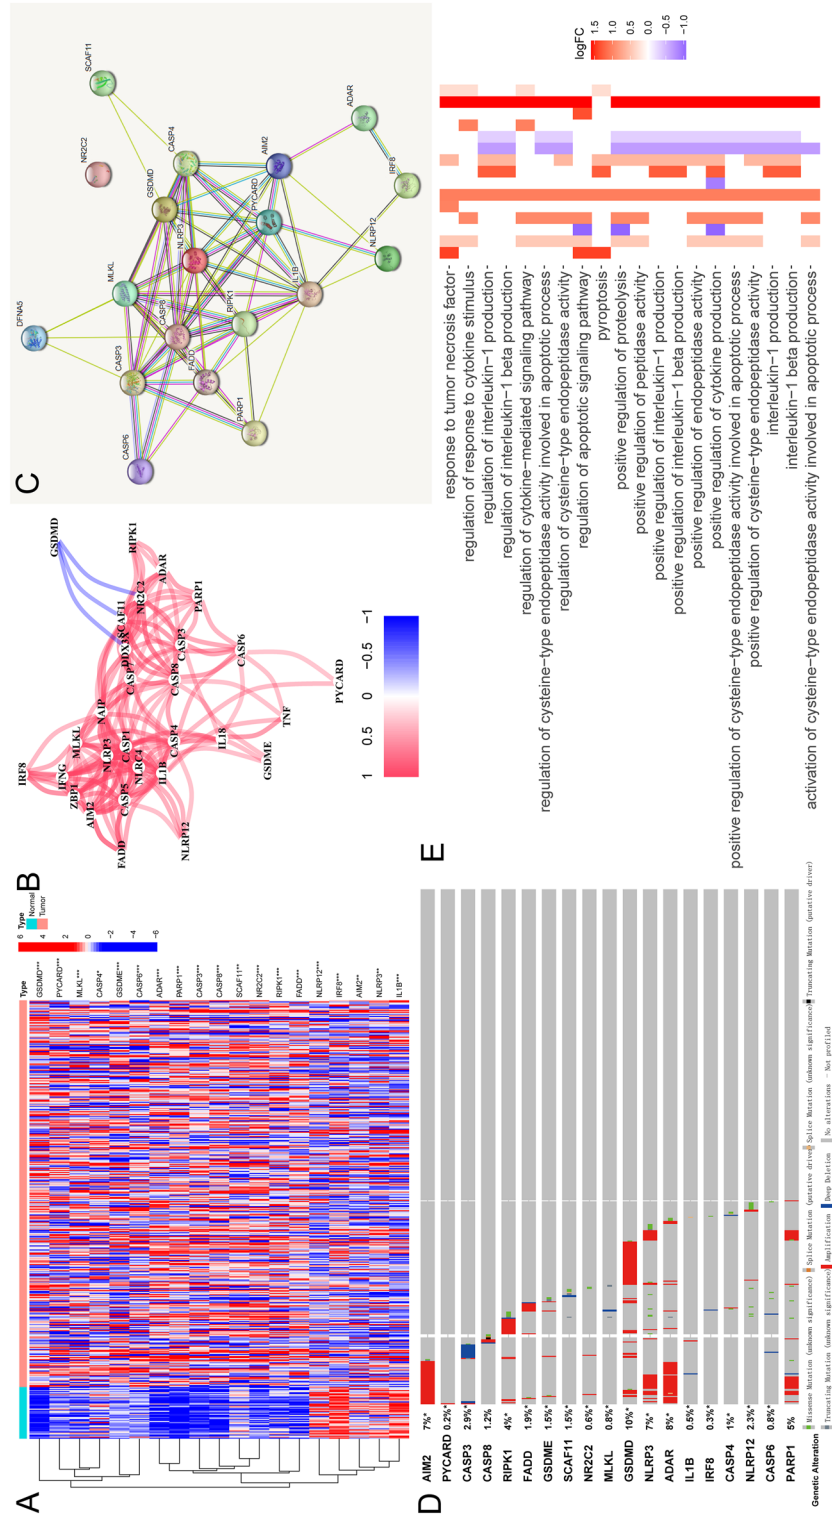 A
Type
GSDMD***
PYCARD***
MLKL***
CASP4*
GSDME***
CASP6***
ADAR***
PARP1***
CASP3***
CASP8***
SCAF11**
NR2C2***
RIPK1***
FADD***
NLRP12***
IRF8***
AIM2**
NLRP3**
IL1B***
6
4
2
0
−2
−4
−6
Type
Normal
Tumor
B
IRF8
GSDMD
IFNG
ZBP1
MLKL
NAIP
SCAF11
RIPK1
AIM2
NLRP3
DDX3X
NR2C2
ADAR
FADD
CASP5
CASP1
NLRC4
CASP7
PARP1
IL1B
CASP4
CASP8
CASP3
NLRP12
IL18
CASP6
GSDME
TNF
PYCARD
1
0.5
0
−0.5
−1
C
DFNA5
NR2C2
SCAF11
CASP3
MLKL
GSDMD
CASP4
CASP6
CASP8
NLRP3
FADD
RIPK1
PYCARD
AIM2
PARP1
IL1B
ADAR
NLRP12
IRF8
D
AIM2 7%*
PYCARD 0.2%*
CASP3 2.9%*
CASP8 1.2%
RIPK1 4%*
FADD 1.9%*
GSDME 1.5%*
SCAF11 1.5%*
NR2C2 0.6%*
MLKL 0.8%*
GSDMD 10%*
NLRP3 7%*
ADAR 8%*
IL1B 0.5%*
IRF8 0.3%*
CASP4 1%*
NLRP12 2.3%*
CASP6 0.8%*
PARP1 5%
Genetic Alteration
Missense Mutation (unknown significance)
Splice Mutation (putative driver)
Splice Mutation (unknown significance)
Truncating Mutation (putative driver)
Truncating Mutation (unknown significance)
Amplification
Deep Deletion
No alterations
- Not profiled
E
response to tumor necrosis factor-
regulation of response to cytokine stimulus-
regulation of interleukin−1 production-
regulation of interleukin−1 beta production-
regulation of cytokine−mediated signaling pathway-
regulation of cysteine−type endopeptidase activity involved in apoptotic process-
regulation of cysteine−type endopeptidase activity-
regulation of apoptotic signaling pathway-
pyroptosis-
positive regulation of proteolysis-
positive regulation of peptidase activity-
positive regulation of interleukin−1 production-
positive regulation of interleukin−1 beta production-
positive regulation of endopeptidase activity-
positive regulation of cytokine production-
positive regulation of cysteine−type endopeptidase activity involved in apoptotic process-
positive regulation of cysteine−type endopeptidase activity-
interleukin−1 production-
interleukin−1 beta production-
activation of cysteine−type endopeptidase activity involved in apoptotic process-
logFC
1.5
1.0
0.5
0.0
−0.5
−1.0